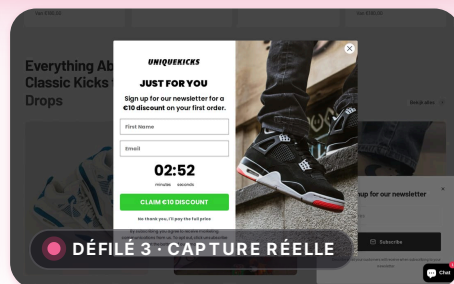 Everything Ab
Classic Kicks
Drops
UNIQUEKICKS
JUST FOR YOU
Sign up for our newsletter for a
€10 discount on your first order.
First Name
Email
02:52
minutes seconds
CLAIM €10 DISCOUNT
No thank you, I'll pay the full price
up for our newsletter
Subscribe
Chat
DÉFILÉ 3 · CAPTURE RÉELLE